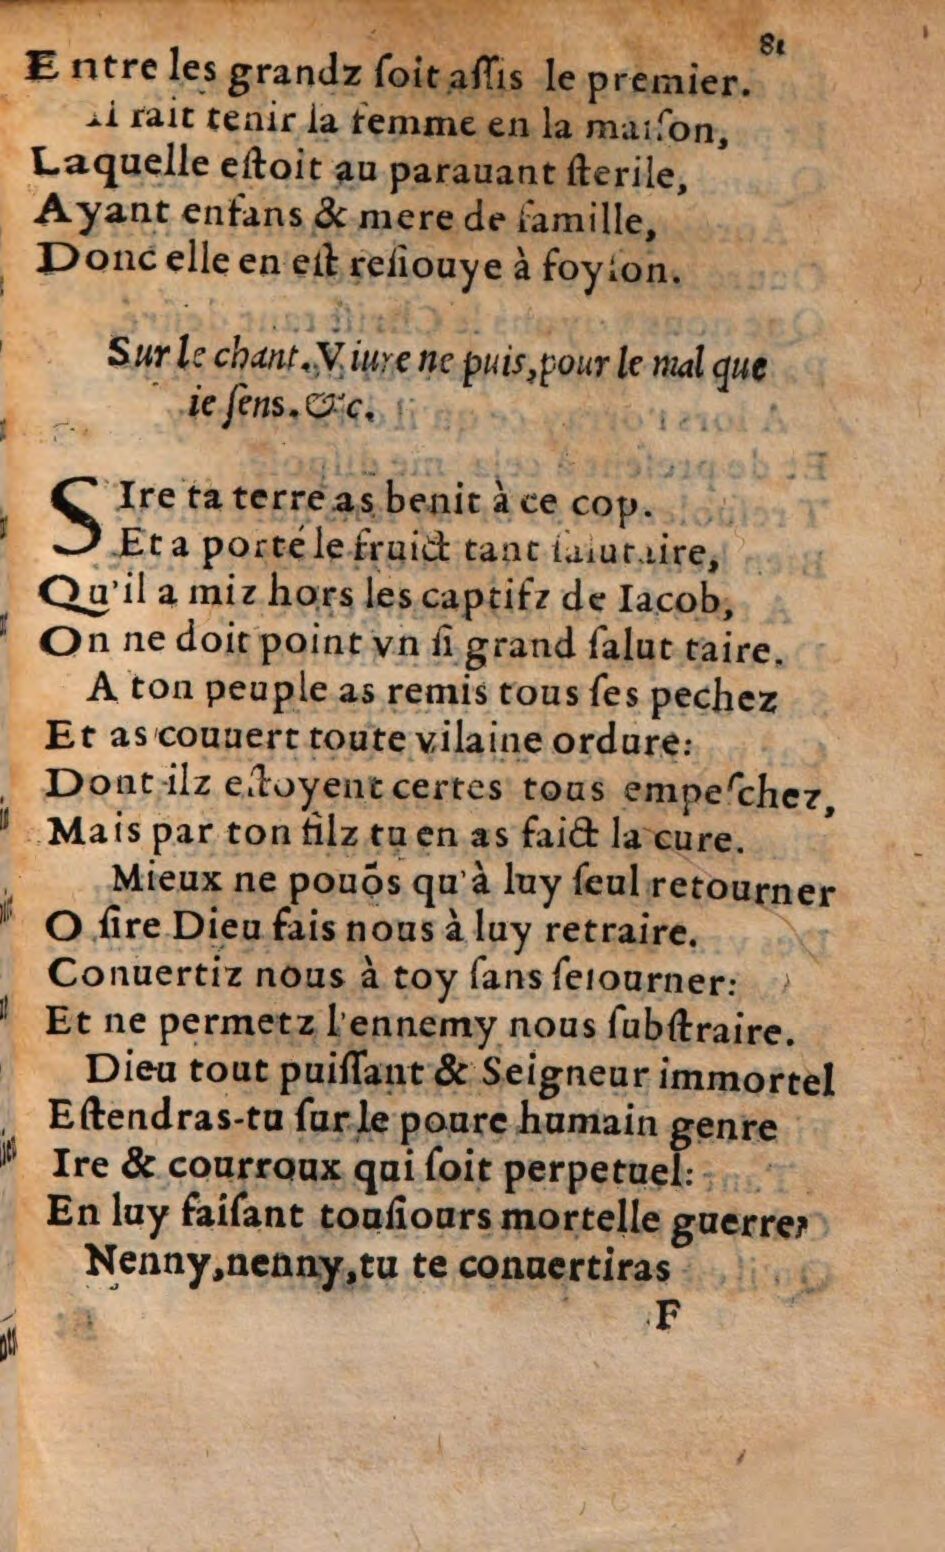 81
Entre les grandz ſoit aſſis le premier.
rait tenir la femme en la maiſon,
Laquelle eſtoit au parauant ſterile,
Ayant enfans & mere de famille,
Donc elle en eſt reſiouye à foyſon.
Sur le chant. Viure ne puis, pour le mal que
ie ſens. &c.
SIre ta terre as benit à ce cop.
Et a porté le fruict tant ſalutaire,
Qu'il a miz hors les captifz de Iacob,
On ne doit point vn ſi grand ſalut taire.
A ton peuple as remis tous ſes pechez
Et as couuert toute vilaine ordure:
Dont ilz eſtoyent certes tous empeſchez,
Mais par ton filz tu en as faict la cure.
Mieux ne pouõs qu'à luy ſeul retourner
O ſire Dieu fais nous à luy retraire.
Conuertiz nous à toy ſans ſeiourner:
Et ne permetz l'ennemy nous ſubſtraire.
Dieu tout puiſſant & Seigneur immortel
Eſtendras-tu ſur le poure humain genre
Ire & courroux qui ſoit perpetuel:
En luy faiſant touſiours mortelle guerre?
Nenny, nenny, tu te conuertiras
F